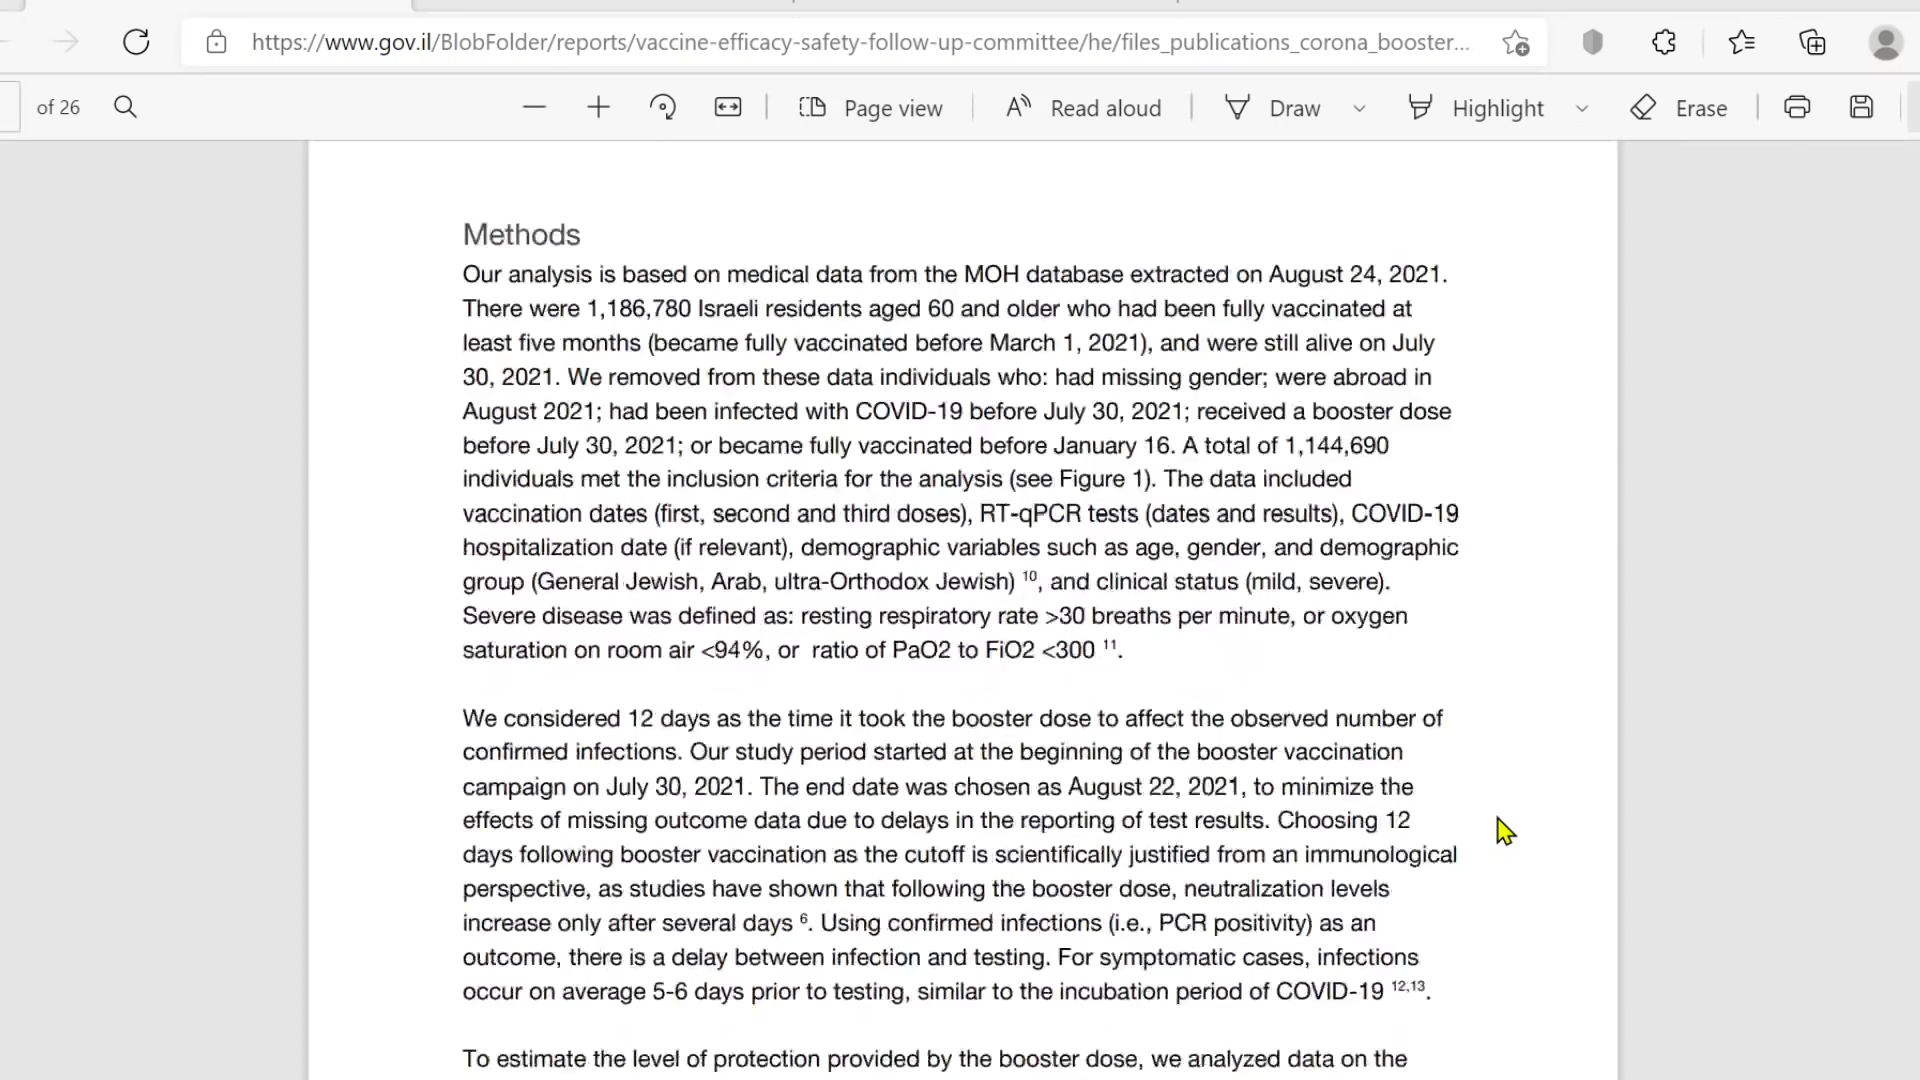 https://www.gov.il/BlobFolder/reports/vaccine-efficacy-safety-follow-up-committee/he/files_publications_corona_booster...
of 26
Page view
Read aloud
Draw
Highlight
Erase
Methods
Our analysis is based on medical data from the MOH database extracted on August 24, 2021.
There were 1,186,780 Israeli residents aged 60 and older who had been fully vaccinated at
least five months (became fully vaccinated before March 1, 2021), and were still alive on July
30, 2021. We removed from these data individuals who: had missing gender; were abroad in
August 2021; had been infected with COVID-19 before July 30, 2021; received a booster dose
before July 30, 2021; or became fully vaccinated before January 16. A total of 1,144,690
individuals met the inclusion criteria for the analysis (see Figure 1). The data included
vaccination dates (first, second and third doses), RT-qPCR tests (dates and results), COVID-19
hospitalization date (if relevant), demographic variables such as age, gender, and demographic
group (General Jewish, Arab, ultra-Orthodox Jewish) 10, and clinical status (mild, severe).
Severe disease was defined as: resting respiratory rate >30 breaths per minute, or oxygen
saturation on room air <94%, or ratio of PaO2 to FiO2 <300 11.
We considered 12 days as the time it took the booster dose to affect the observed number of
confirmed infections. Our study period started at the beginning of the booster vaccination
campaign on July 30, 2021. The end date was chosen as August 22, 2021, to minimize the
effects of missing outcome data due to delays in the reporting of test results. Choosing 12
days following booster vaccination as the cutoff is scientifically justified from an immunological
perspective, as studies have shown that following the booster dose, neutralization levels
increase only after several days 6. Using confirmed infections (i.e., PCR positivity) as an
outcome, there is a delay between infection and testing. For symptomatic cases, infections
occur on average 5-6 days prior to testing, similar to the incubation period of COVID-19 12,13.
To estimate the level of protection provided by the booster dose, we analyzed data on the